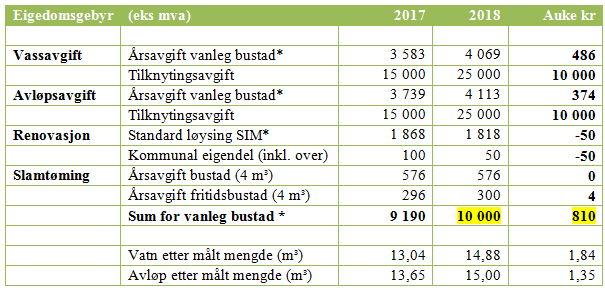 Eigedomsgebyr (eks mva) 2017 2018 Auke kr
Vassavgift Årsavgift vanleg bustad* 3 583 4 069 486
Tilknytingsavgift 15 000 25 000 10 000
Avløpsavgift Årsavgift vanleg bustad* 3 739 4 113 374
Tilknytingsavgift 15 000 25 000 10 000
Renovasjon Standard løysing SIM* 1 868 1 818 -50
Kommunal eigendel (inkl. over) 100 50 -50
Slamtøming Årsavgift bustad (4 m³) 576 576 0
Årsavgift fritidsbustad (4 m³) 296 300 4
Sum for vanleg bustad * 9 190 10 000 810
Vatn etter målt mengde (m³) 13,04 14,88 1,84
Avløp etter målt mengde (m³) 13,65 15,00 1,35